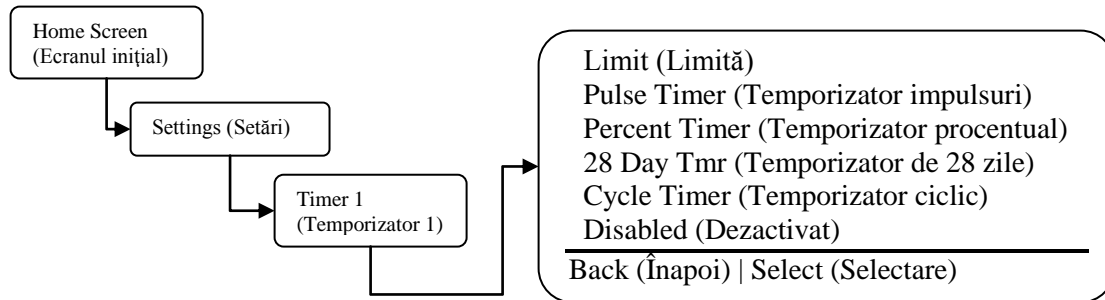 Home Screen
(Ecranul inițial)
Settings (Setări)
Timer 1
(Temporizator 1)
Limit (Limită)
Pulse Timer (Temporizator impulsuri)
Percent Timer (Temporizator procentual)
28 Day Tmr (Temporizator de 28 zile)
Cycle Timer (Temporizator ciclic)
Disabled (Dezactivat)
Back (Înapoi) | Select (Selectare)